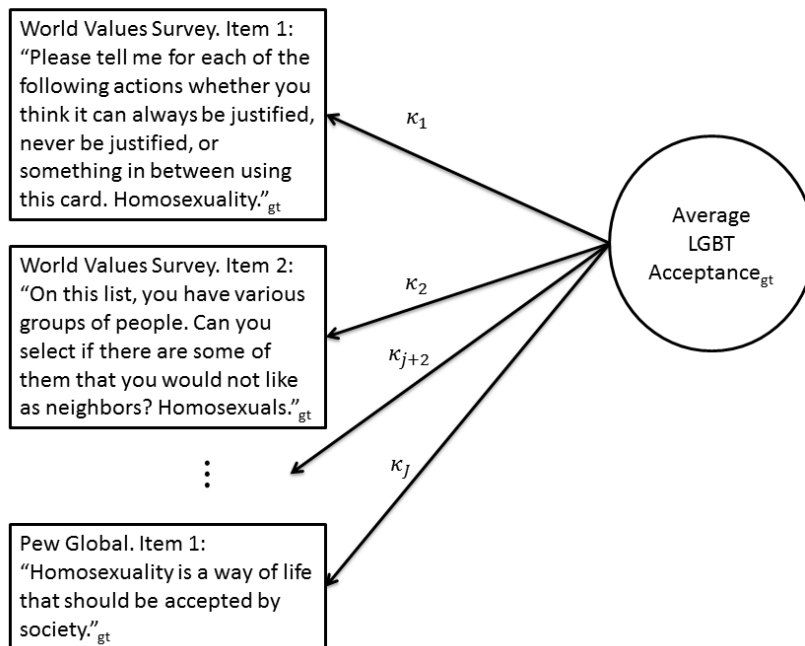 World Values Survey. Item 1:
“Please tell me for each of the
following actions whether you
think it can always be justified,
never be justified, or
something in between using
this card. Homosexuality.”gt
κ1
Average
LGBT
Acceptancegt
World Values Survey. Item 2:
“On this list, you have various
groups of people. Can you
select if there are some of
them that you would not like
as neighbors? Homosexuals.”gt
κ2
κj+2
κJ
Pew Global. Item 1:
“Homosexuality is a way of life
that should be accepted by
society.”gt